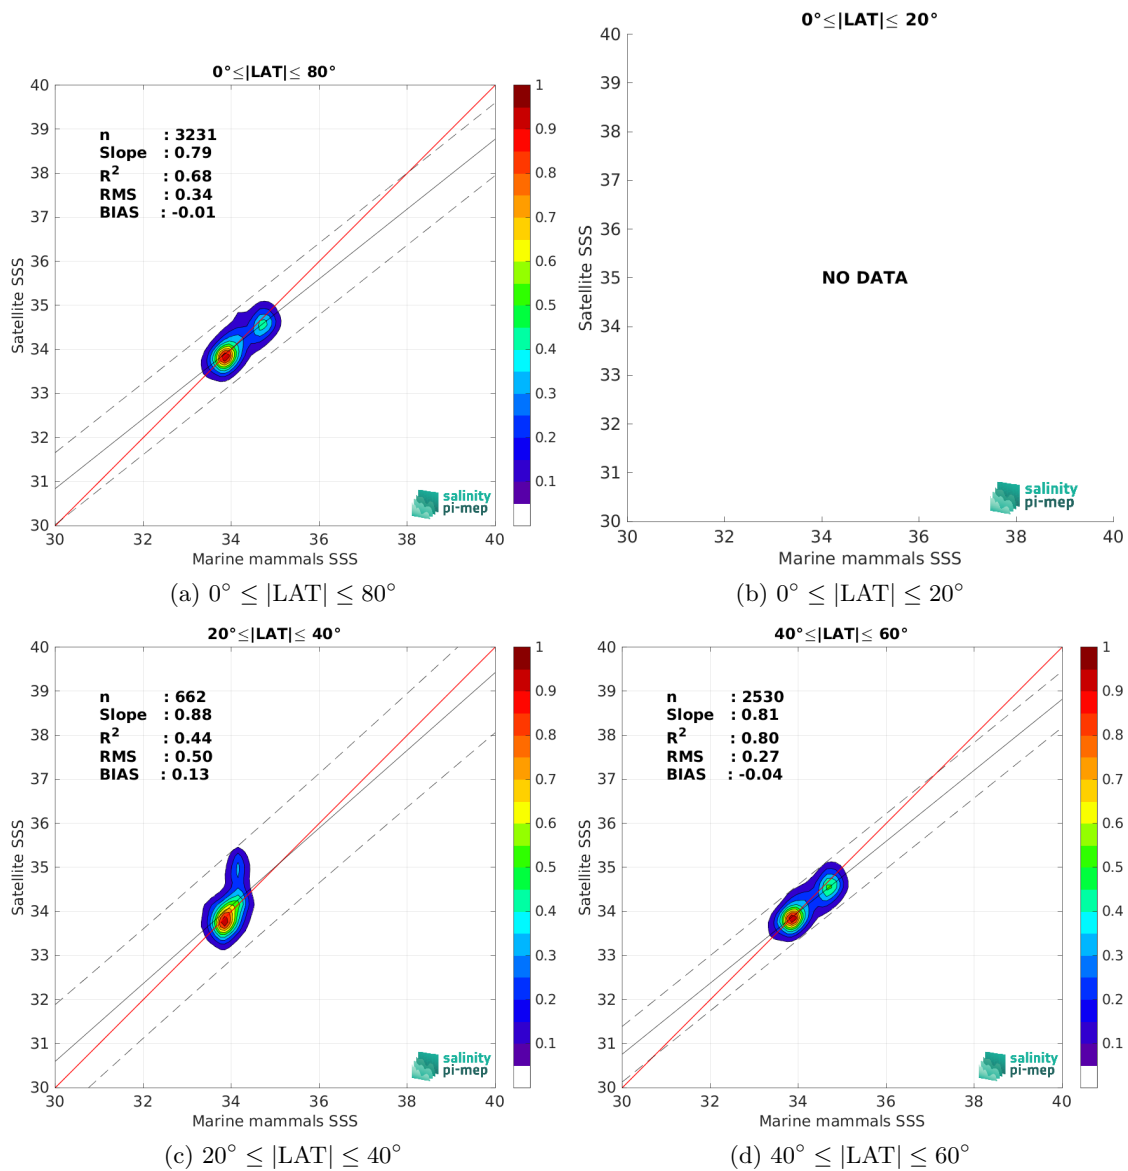 0°≤|LAT|≤ 80°
40
39
38
37
36
35
34
33
32
31
30
Satellite SSS
n : 3231
Slope : 0.79
R² : 0.68
RMS : 0.34
BIAS : -0.01
salinity
pi-mep
30 32 34 36 38 40
Marine mammals SSS
1
0.9
0.8
0.7
0.6
0.5
0.4
0.3
0.2
0.1
(a) 0° ≤ |LAT| ≤ 80°
0°≤|LAT|≤ 20°
40
39
38
37
36
35
34
33
32
31
30
Satellite SSS
NO DATA
salinity
pi-mep
30 32 34 36 38 40
Marine mammals SSS
(b) 0° ≤ |LAT| ≤ 20°
20°≤|LAT|≤ 40°
40
39
38
37
36
35
34
33
32
31
30
Satellite SSS
n : 662
Slope : 0.88
R² : 0.44
RMS : 0.50
BIAS : 0.13
salinity
pi-mep
30 32 34 36 38 40
Marine mammals SSS
1
0.9
0.8
0.7
0.6
0.5
0.4
0.3
0.2
0.1
(c) 20° ≤ |LAT| ≤ 40°
40°≤|LAT|≤ 60°
40
39
38
37
36
35
34
33
32
31
30
Satellite SSS
n : 2530
Slope : 0.81
R² : 0.80
RMS : 0.27
BIAS : -0.04
salinity
pi-mep
30 32 34 36 38 40
Marine mammals SSS
1
0.9
0.8
0.7
0.6
0.5
0.4
0.3
0.2
0.1
(d) 40° ≤ |LAT| ≤ 60°